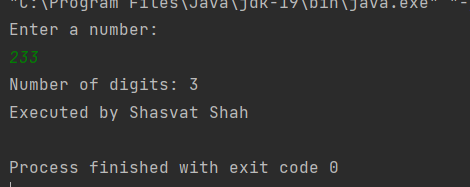 "C:\Program Files\Java\jdk-19\bin\java.exe" "-
Enter a number:
233
Number of digits: 3
Executed by Shasvat Shah
Process finished with exit code 0